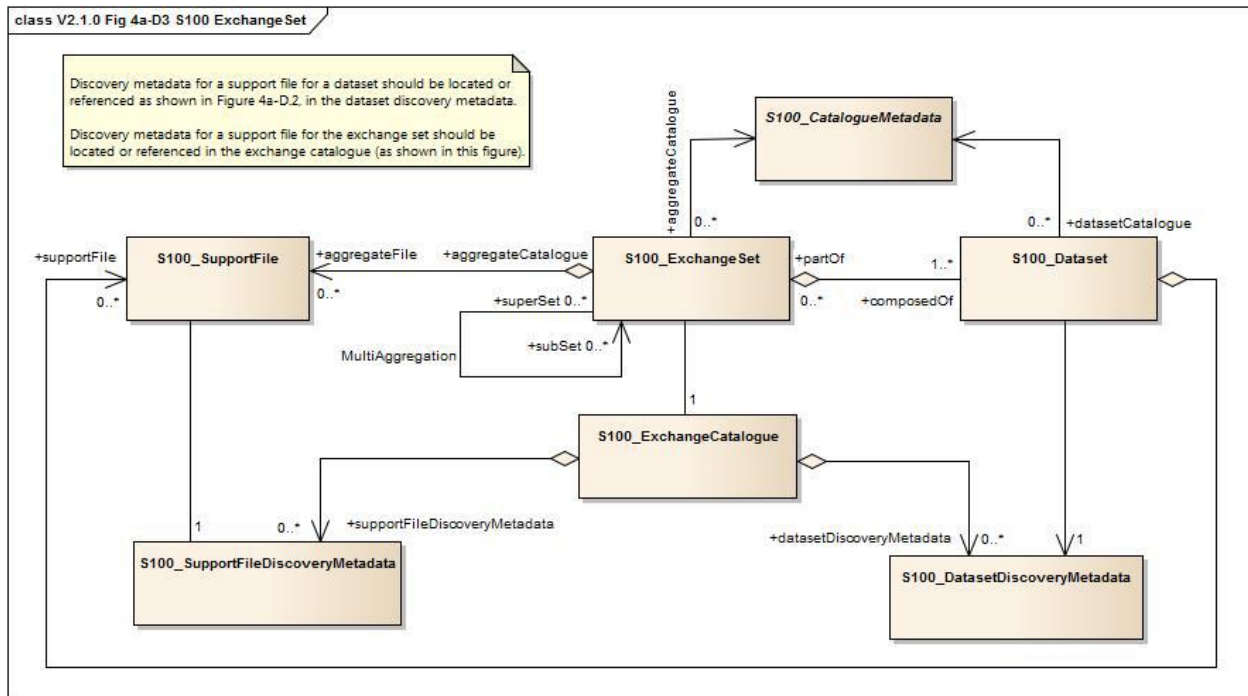 class V2.1.0 Fig 4a-D3 S100 ExchangeSet
Discovery metadata for a support file for a dataset should be located or
referenced as shown in Figure 4a-D.2, in the dataset discovery metadata.
Discovery metadata for a support file for the exchange set should be
located or referenced in the exchange catalogue (as shown in this figure).
+aggregateCatalogue
S100_CatalogueMetadata
0..*
0..*
+datasetCatalogue
+supportFile
0..*
S100_SupportFile
+aggregateFile
0..*
+aggregateCatalogue
S100_ExchangeSet
+partOf
0..*
1..*
+composedOf
S100_Dataset
+superSet 0..*
+subSet 0..*
MultiAggregation
1
S100_ExchangeCatalogue
1
0..*
+supportFileDiscoveryMetadata
+datasetDiscoveryMetadata
0..*
1
S100_SupportFileDiscoveryMetadata
S100_DatasetDiscoveryMetadata